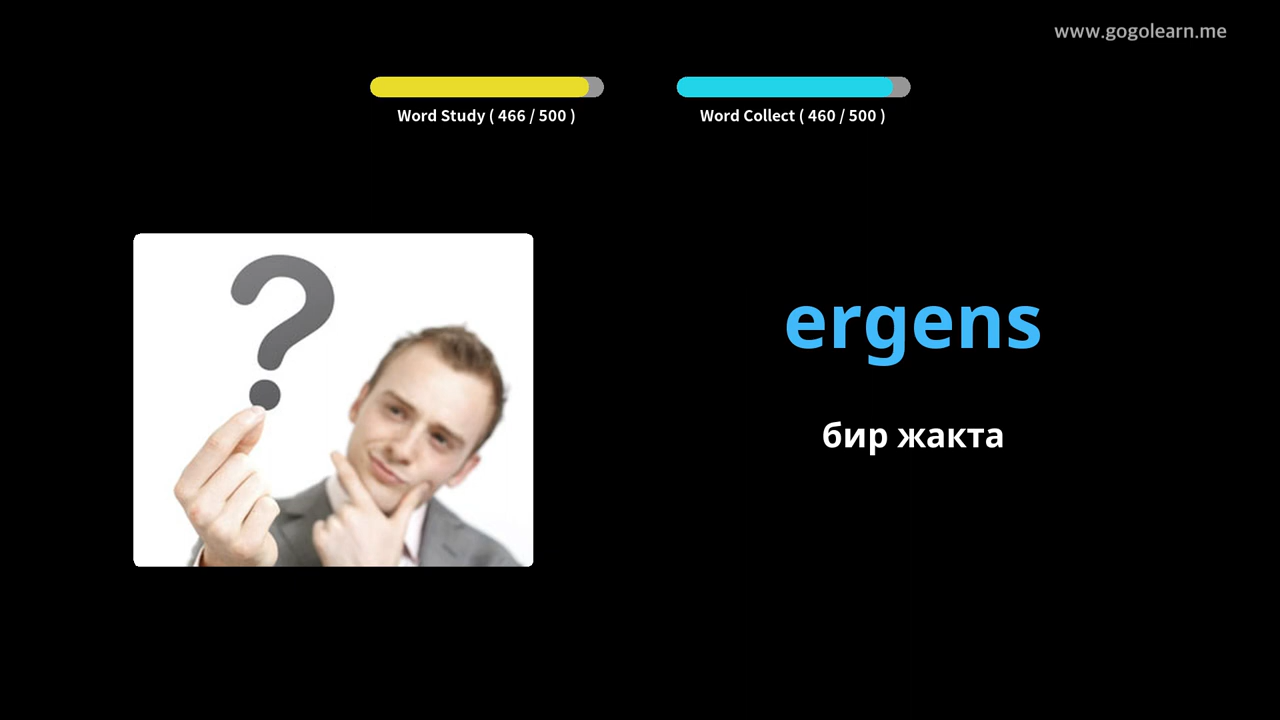 www.gogolearn.me
Word Study ( 466 / 500 )
Word Collect ( 460 / 500 )
?
ergens
бир жакта